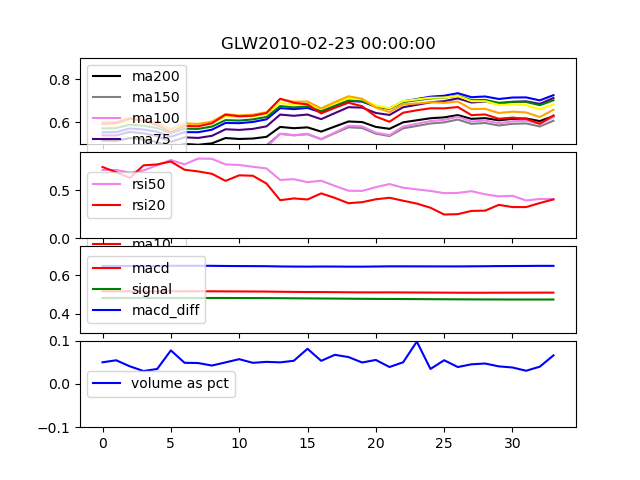 GLW2010-02-23 00:00:00
0.8
0.6
ma200
ma150
ma100
ma75
0.5
0.0
rsi50
rsi20
ma10
0.6
0.4
macd
signal
macd_diff
0.1
0.0
-0.1
volume as pct
0 5 10 15 20 25 30